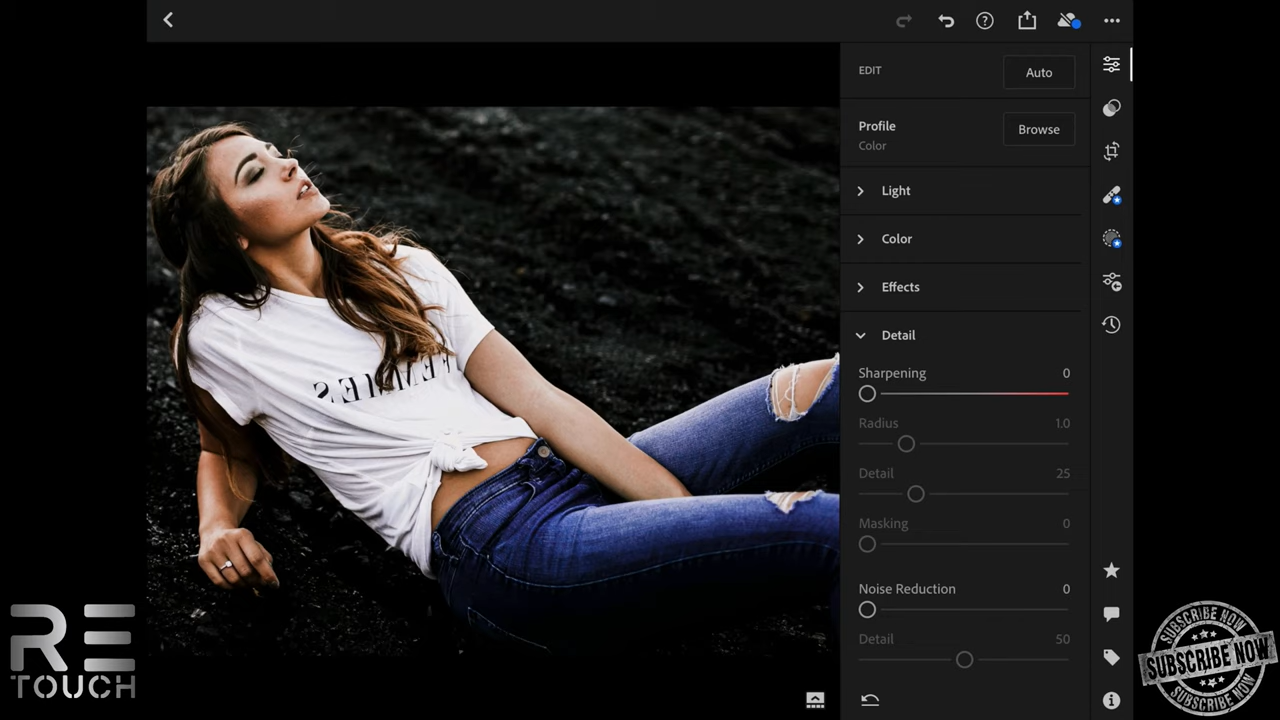 EDIT
Auto
Profile
Color
Browse
Light
Color
Effects
Detail
Sharpening 0
Radius 1.0
Detail 25
Masking 0
Noise Reduction 0
Detail 50
RE
TOUCH
SUBSCRIBE NOW
SUBSCRIBE NOW
SUBSCRIBE NOW